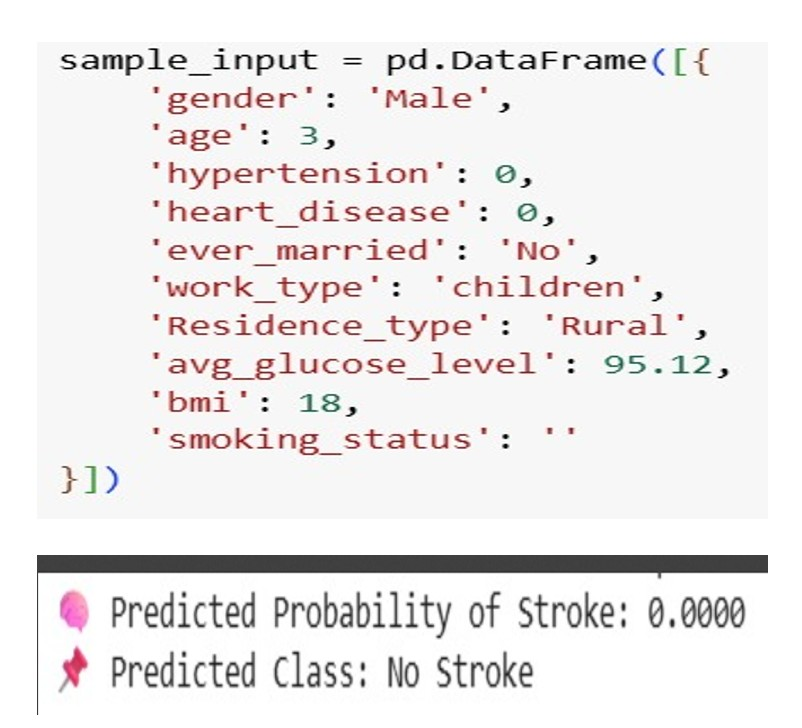 sample_input = pd.DataFrame([{
    'gender': 'Male',
    'age': 3,
    'hypertension': 0,
    'heart_disease': 0,
    'ever_married': 'No',
    'work_type': 'children',
    'Residence_type': 'Rural',
    'avg_glucose_level': 95.12,
    'bmi': 18,
    'smoking_status': ''
}])
🧠 Predicted Probability of Stroke: 0.0000
📌 Predicted Class: No Stroke